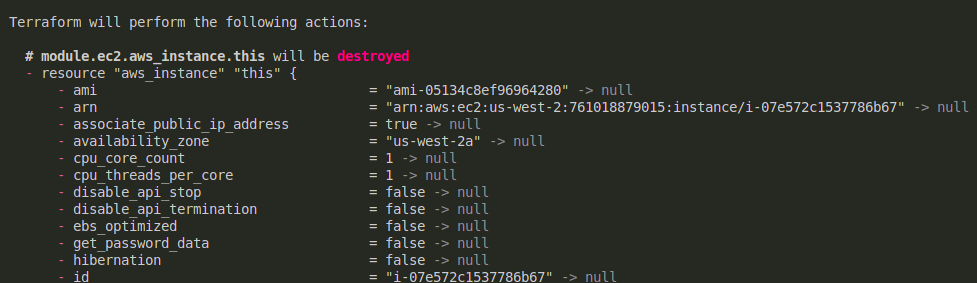 Terraform will perform the following actions:
# module.ec2.aws_instance.this will be destroyed
- resource "aws_instance" "this" {
- ami = "ami-05134c8ef96964280" -> null
- arn = "arn:aws:ec2:us-west-2:761018879015:instance/i-07e572c1537786b67" -> null
- associate_public_ip_address = true -> null
- availability_zone = "us-west-2a" -> null
- cpu_core_count = 1 -> null
- cpu_threads_per_core = 1 -> null
- disable_api_stop = false -> null
- disable_api_termination = false -> null
- ebs_optimized = false -> null
- get_password_data = false -> null
- hibernation = false -> null
- id = "i-07e572c1537786b67" -> null